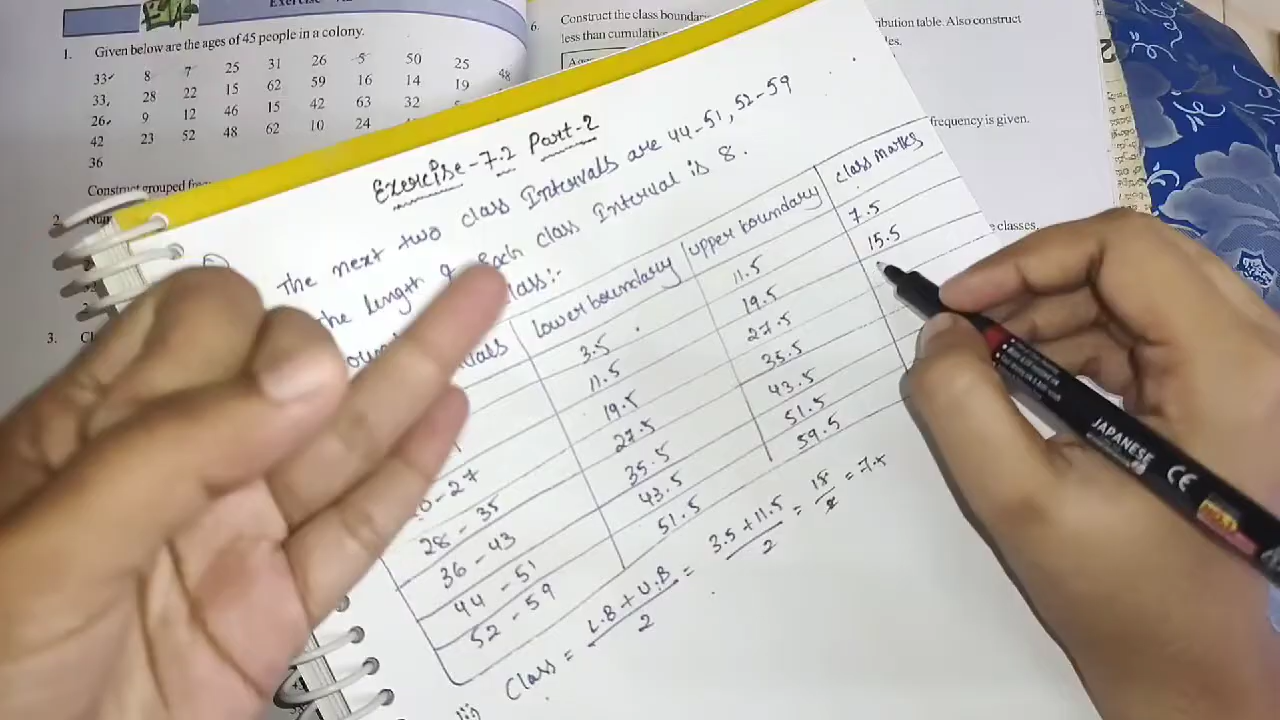 Exercise
1. Given below are the ages of 45 people in a colony.
33 8 7 25 31 26 5 50 25
33, 28 22 15 62 59 16 14 19 48
26 9 12 46 15 42 63 32
42 23 52 48 62 10 24
36
Construct grouped
2.
3. Cl
6. Construct the class boundar
less than cumulativ
ribution table. Also construct
les.
frequency is given.
e classes,
Exercise-7.2 Part-2
The next two class Intervals are 44-51, 52-59
The length of each class Interval is 8.
class:-
lower boundary upper boundary class marks
3.5 11.5 7.5
11.5 19.5 15.5
19.5 27.5
27.5 35.5
28 - 35
35.5 43.5
36 - 43
43.5 51.5
44 - 51
51.5 59.5
52 - 59
Class = L.B + U.B / 2 = 3.5 + 11.5 / 2 = 7.5
JAPANESE
CE